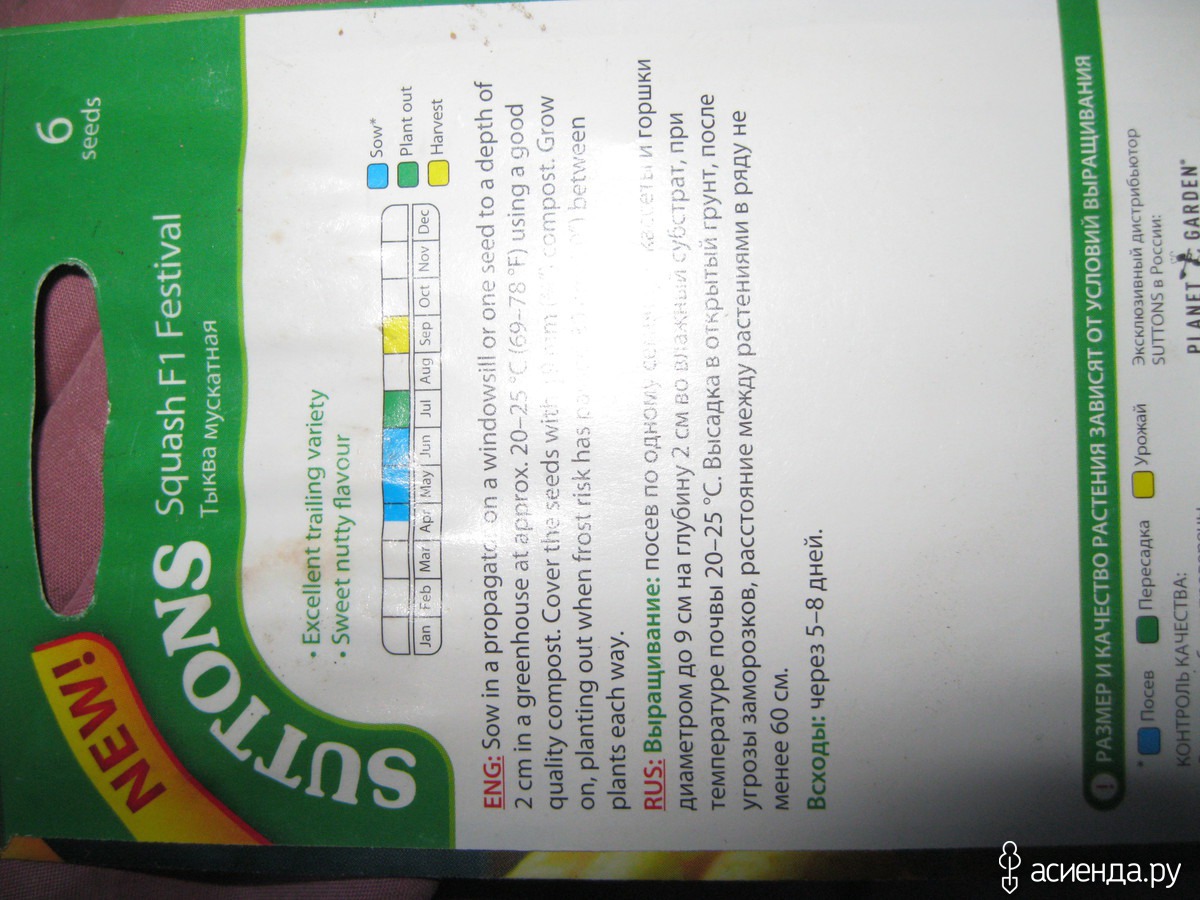 NEW!
SUTTONS
Squash F1 Festival
Тыква мускатная
6
seeds
• Excellent trailing variety
• Sweet nutty flavour
Jan Feb Mar Apr May Jun Jul Aug Sep Oct Nov Dec
Sow*
Plant out
Harvest
ENG: Sow in a propagator on a windowsill or one seed to a depth of
2 cm in a greenhouse at approx. 20–25 °C (69–78 °F) using a good
quality compost. Cover the seeds with compost. Grow
on, planting out when frost risk has between
plants each way.
RUS: Выращивание: посев по одному кассеты и горшки
диаметром до 9 см на глубину 2 см во влажный субстрат, при
температуре почвы 20–25 °C. Высадка в открытый грунт, после
угрозы заморозков, расстояние между растениями в ряду не
менее 60 см.
Всходы: через 5–8 дней.
! РАЗМЕР И КАЧЕСТВО РАСТЕНИЯ ЗАВИСЯТ ОТ УСЛОВИЙ ВЫРАЩИВАНИЯ
* Посев Пересадка Урожай
КОНТРОЛЬ КАЧЕСТВА:
Эксклюзивный дистрибьютор
SUTTONS в России:
PLANET GARDEN
асиенда.ру